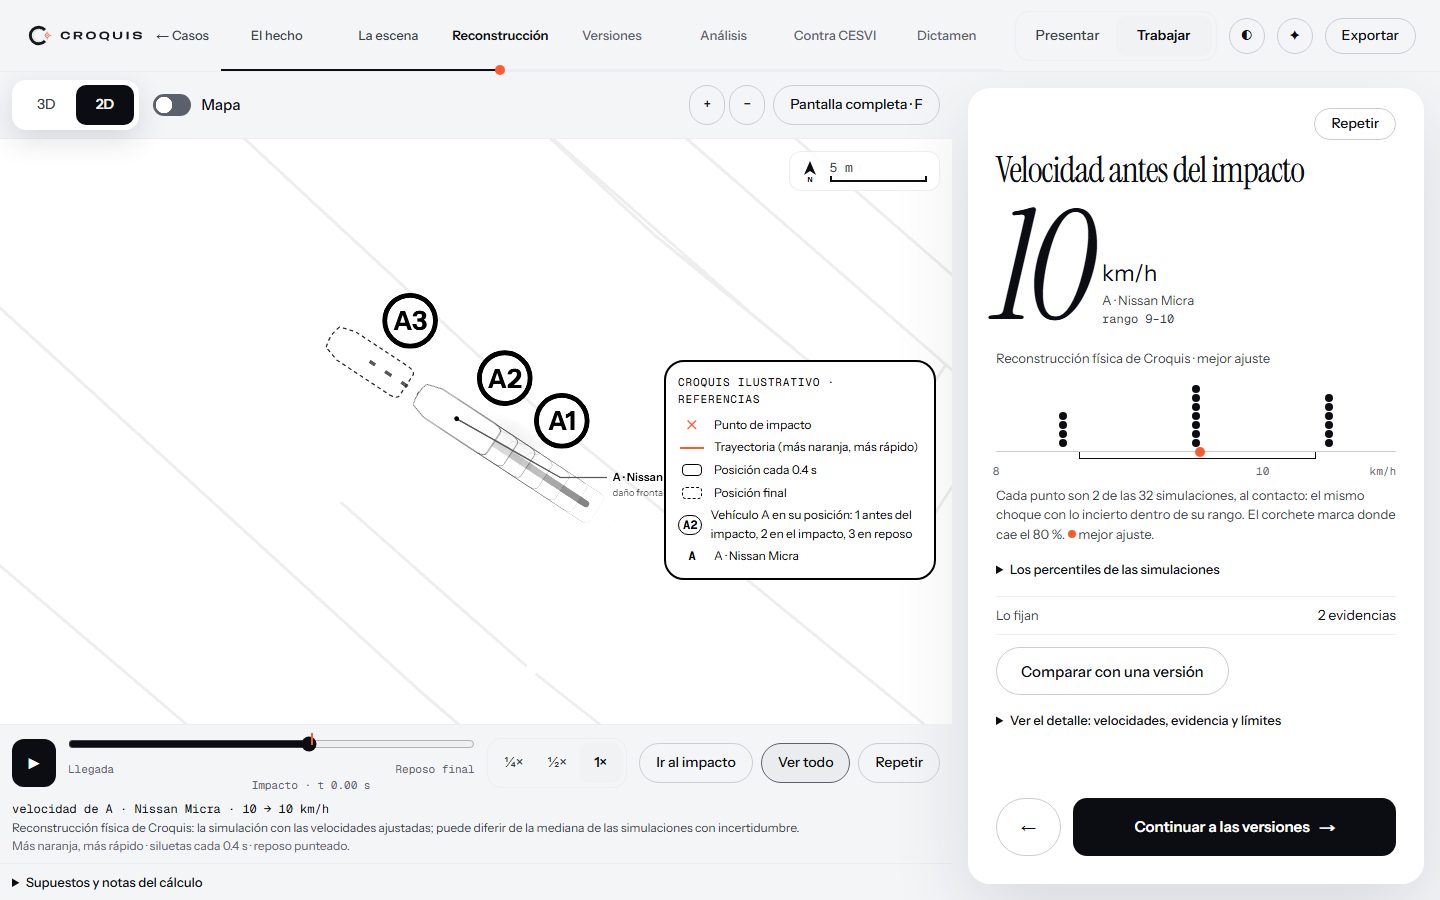 CROQUIS
← Casos
El hecho
La escena
Reconstrucción
Versiones
Análisis
Contra CESVI
Dictamen
Presentar
Trabajar
Exportar
3D
2D
Mapa
+
−
Pantalla completa · F
N
5 m
A3
A2
A1
A · Nissan
daño fronta
CROQUIS ILUSTRATIVO ·
REFERENCIAS
Punto de impacto
Trayectoria (más naranja, más rápido)
Posición cada 0.4 s
Posición final
A2 Vehículo A en su posición: 1 antes del
impacto, 2 en el impacto, 3 en reposo
A A · Nissan Micra
¼×
½×
1×
Ir al impacto
Ver todo
Repetir
Llegada
Reposo final
Impacto · t 0.00 s
velocidad de A · Nissan Micra · 10 → 10 km/h
Reconstrucción física de Croquis: la simulación con las velocidades ajustadas; puede diferir de la mediana de las simulaciones con incertidumbre.
Más naranja, más rápido · siluetas cada 0.4 s · reposo punteado.
Supuestos y notas del cálculo
Repetir
Velocidad antes del impacto
10 km/h
A · Nissan Micra
rango 9–10
Reconstrucción física de Croquis · mejor ajuste
8
10
km/h
Cada punto son 2 de las 32 simulaciones, al contacto: el mismo
choque con lo incierto dentro de su rango. El corchete marca donde
cae el 80 %. mejor ajuste.
Los percentiles de las simulaciones
Lo fijan
2 evidencias
Comparar con una versión
Ver el detalle: velocidades, evidencia y límites
←
Continuar a las versiones →